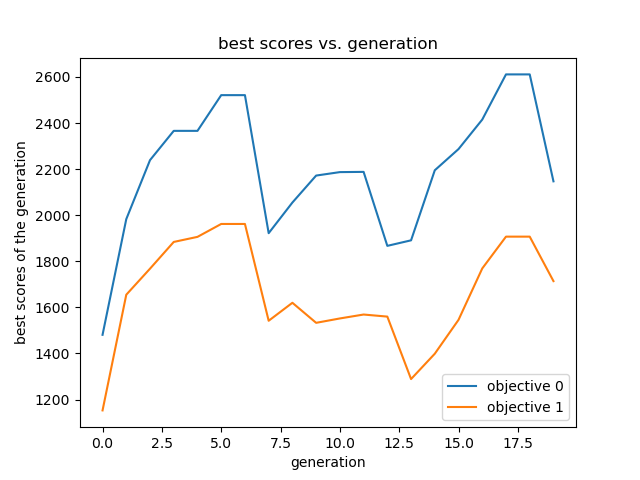 best scores vs. generation
best scores of the generation
2600
2400
2200
2000
1800
1600
1400
1200
0.0 2.5 5.0 7.5 10.0 12.5 15.0 17.5
generation
objective 0
objective 1